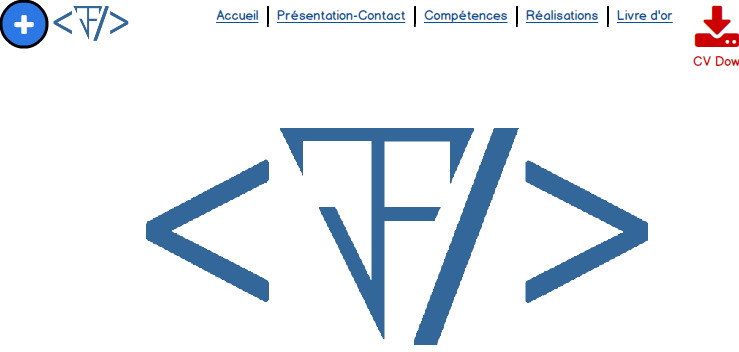 Accueil Présentation-Contact Compétences Réalisations Livre d'or
CV Dow